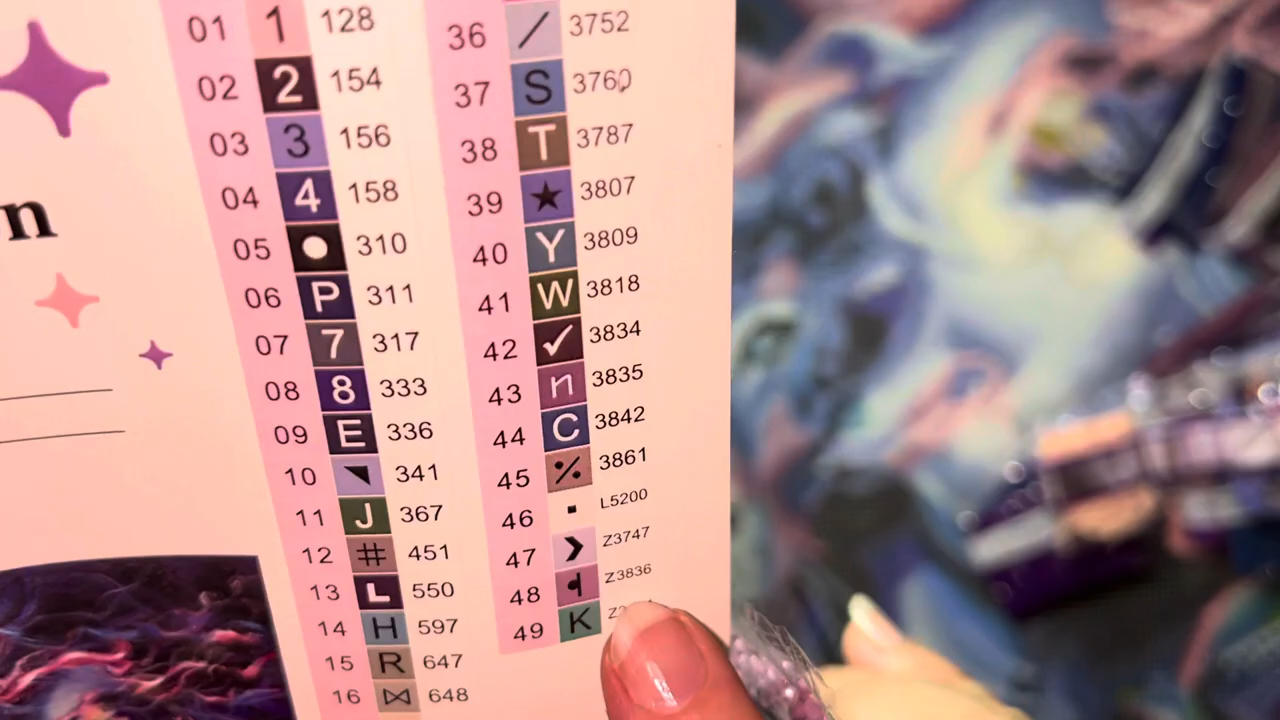 n
01 1 128
02 2 154
03 3 156
04 4 158
05 ● 310
06 P 311
07 7 317
08 8 333
09 E 336
10 ◥ 341
11 J 367
12 # 451
13 L 550
14 H 597
15 R 647
16 ⋈ 648
36 / 3752
37 S 3760
38 T 3787
39 ★ 3807
40 Y 3809
41 W 3818
42 ✓ 3834
43 n 3835
44 C 3842
45 % 3861
46 ▪ L5200
47 ❯ Z3747
48 Z3836
49 K